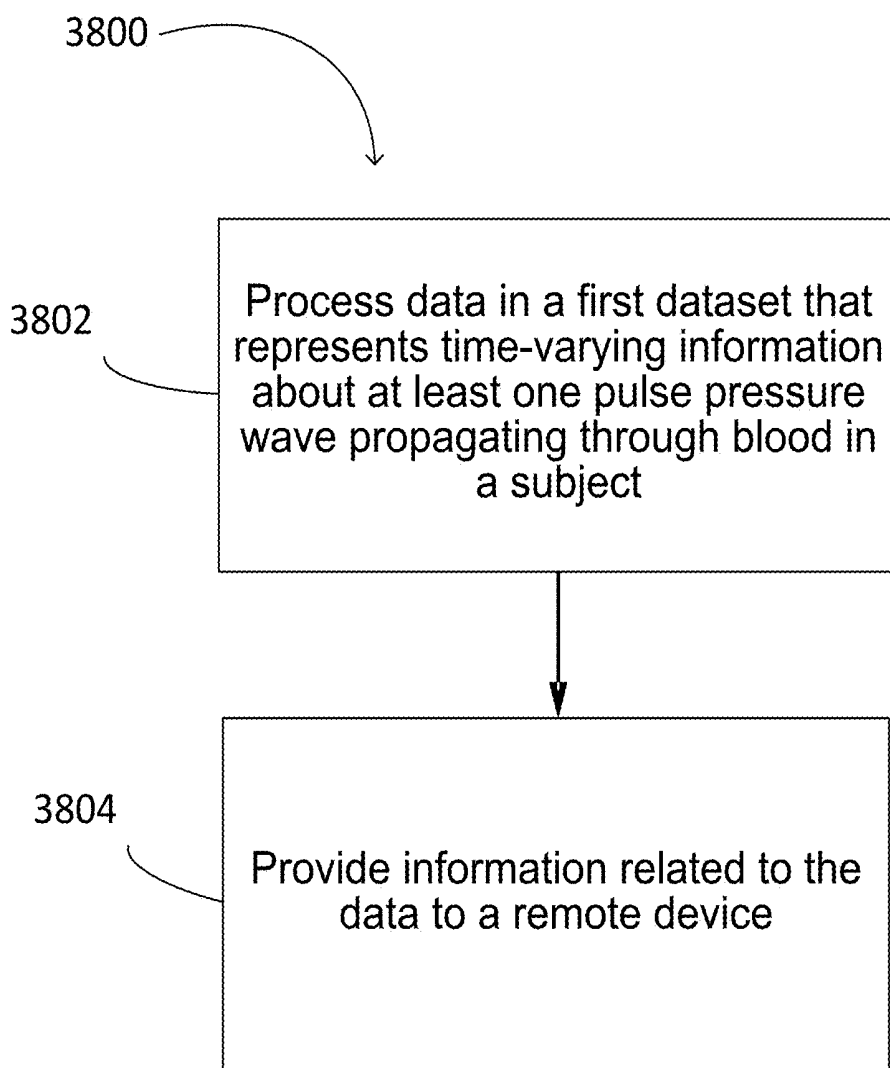 3800
3802
Process data in a first dataset that
represents time-varying information
about at least one pulse pressure
wave propagating through blood in
a subject
3804
Provide information related to the
data to a remote device